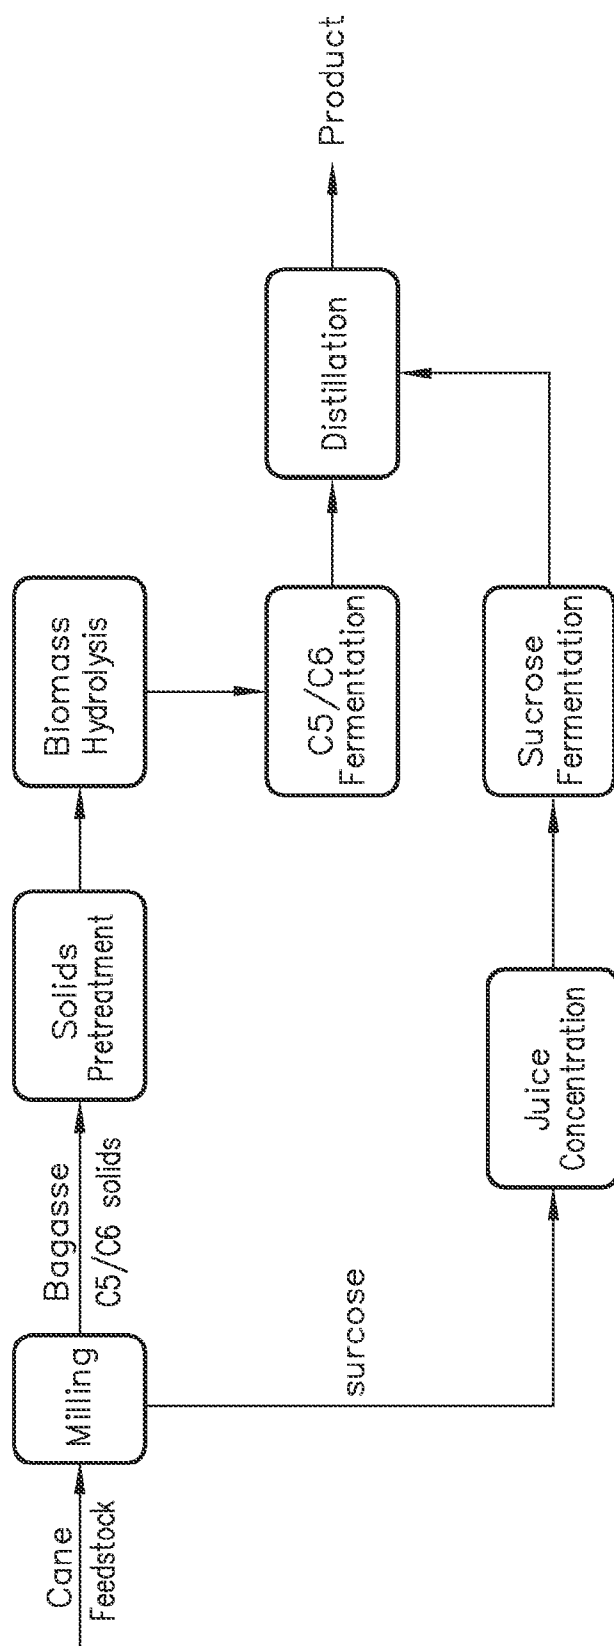 Cane
Feedstock
Milling
Bagasse
C5/C6 solids
Solids
Pretreatment
Biomass
Hydrolysis
C5/C6
Fermentation
Distillation
Product
surcose
Juice
Concentration
Sucrose
Fermentation